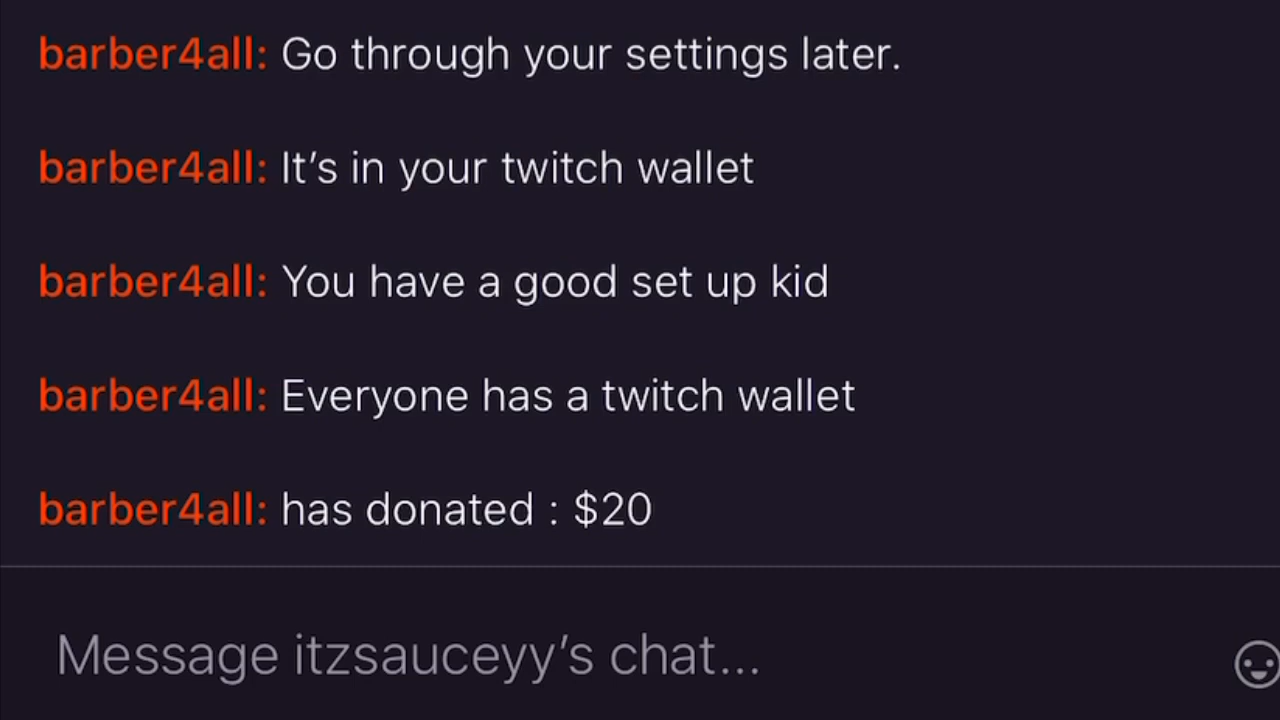 barber4all: Go through your settings later.
barber4all: It’s in your twitch wallet
barber4all: You have a good set up kid
barber4all: Everyone has a twitch wallet
barber4all: has donated : $20
Message itzsauceyy’s chat...